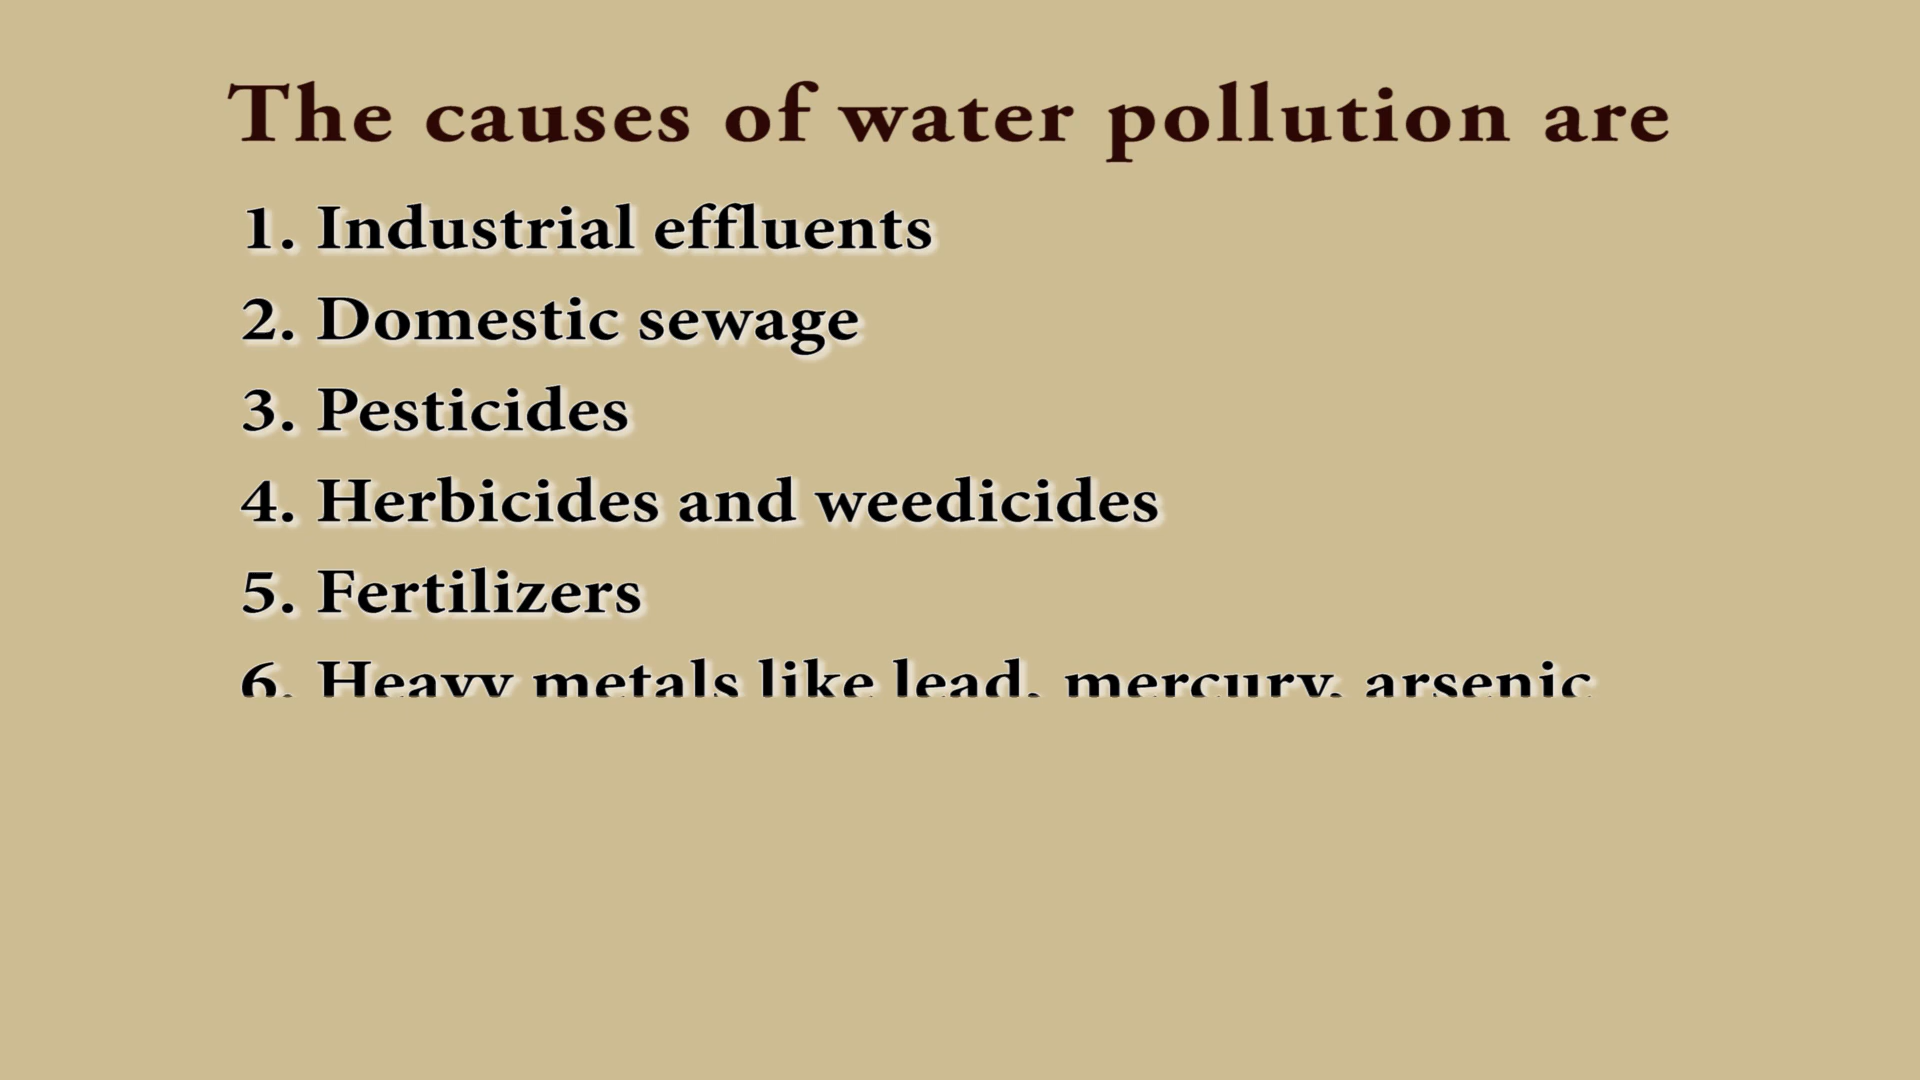 The causes of water pollution are
1. Industrial effluents
2. Domestic sewage
3. Pesticides
4. Herbicides and weedicides
5. Fertilizers
6. Heavy metals like lead, mercury, arsenic